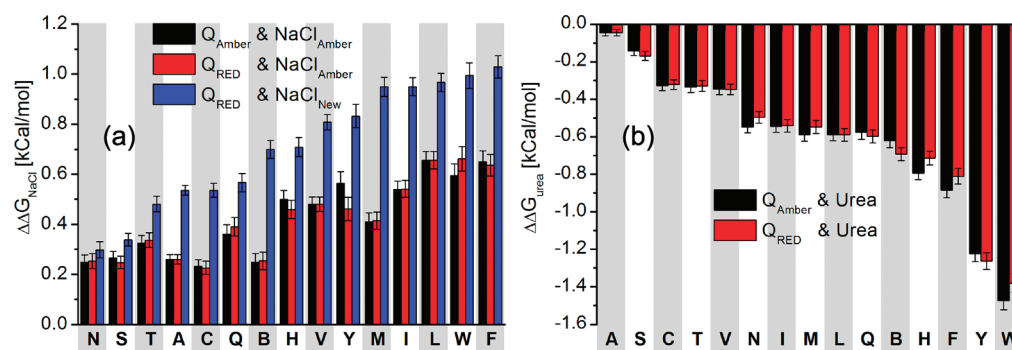 1.2
1.0
0.8
0.6
0.4
0.2
0.0
ΔΔG_NaCl [kCal/mol]
Q_Amber & NaCl_Amber
Q_RED & NaCl_Amber
Q_RED & NaCl_New
(a)
N S T A C Q B H V Y M I L W F
-0.0
-0.2
-0.4
-0.6
-0.8
-1.0
-1.2
-1.4
-1.6
ΔΔG_urea [kCal/mol]
(b)
Q_Amber & Urea
Q_RED & Urea
A S C T V N I M L Q B H F Y W